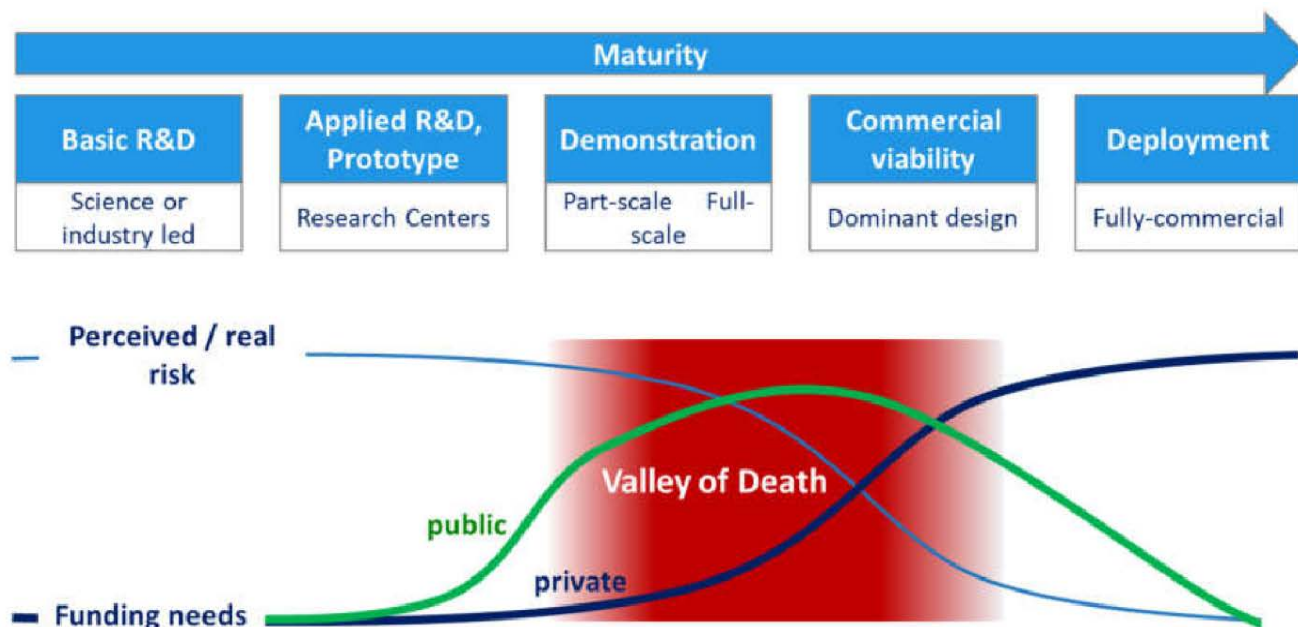 Maturity
Basic R&D
Science or
industry led
Applied R&D,
Prototype
Research Centers
Demonstration
Part-scale Full-
scale
Commercial
viability
Dominant design
Deployment
Fully-commercial
Perceived / real
risk
Valley of Death
public
private
Funding needs